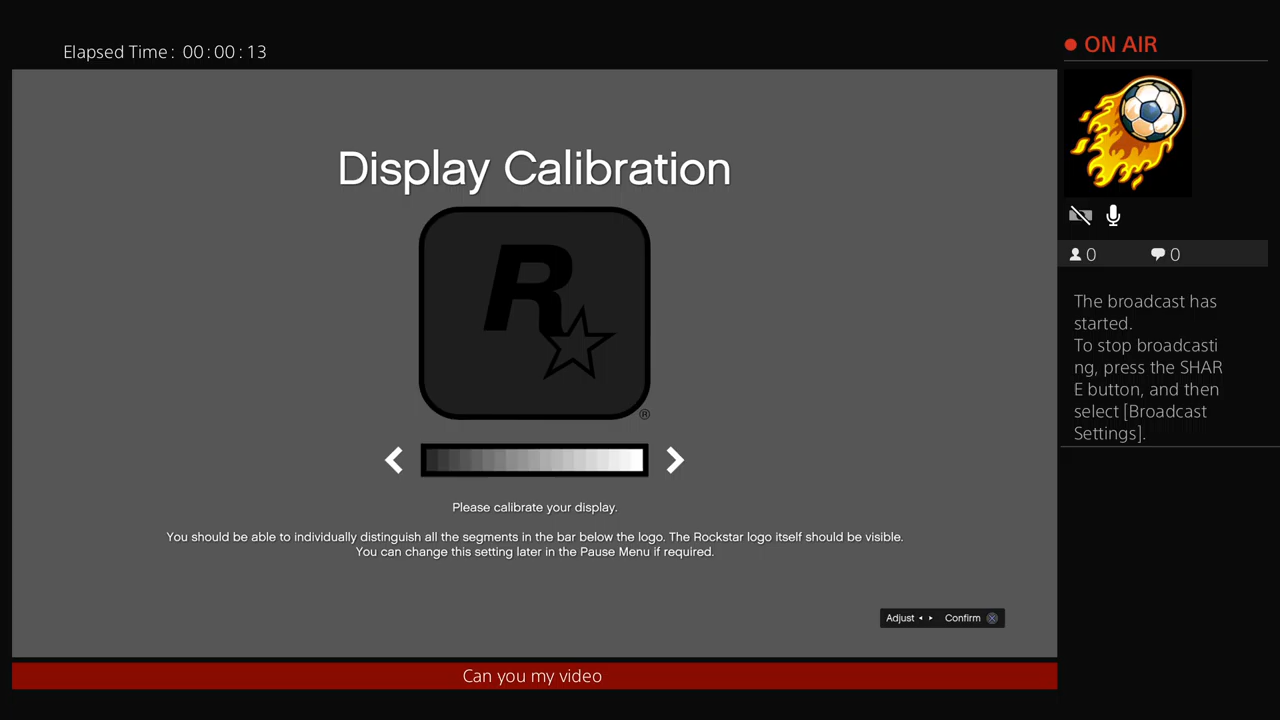 Elapsed Time: 00:00:13
ON AIR
Display Calibration
R
®
0 0
The broadcast has
started.
To stop broadcasti
ng, press the SHAR
E button, and then
select [Broadcast
Settings].
Please calibrate your display.
You should be able to individually distinguish all the segments in the bar below the logo. The Rockstar logo itself should be visible.
You can change this setting later in the Pause Menu if required.
Adjust Confirm
Can you my video